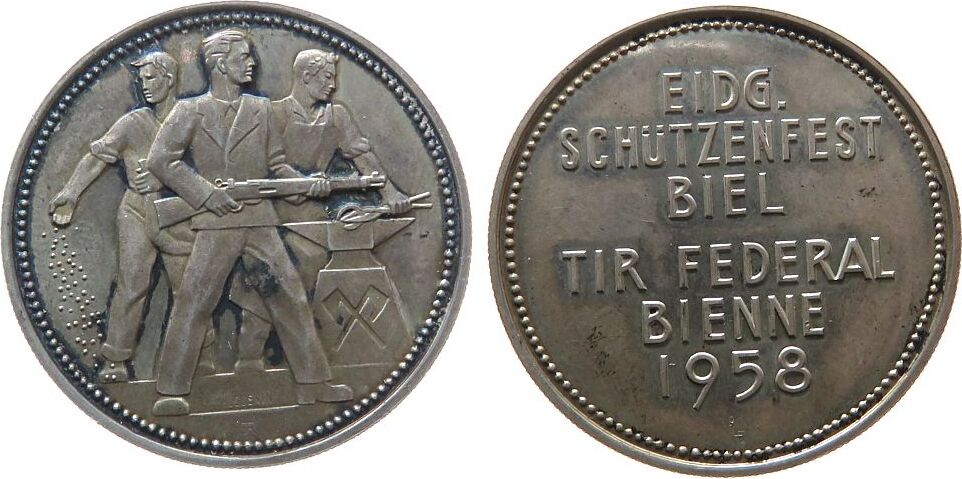 EIDG.
SCHÜTZENFEST
BIEL
TIR FEDERAL
BIENNE
1958